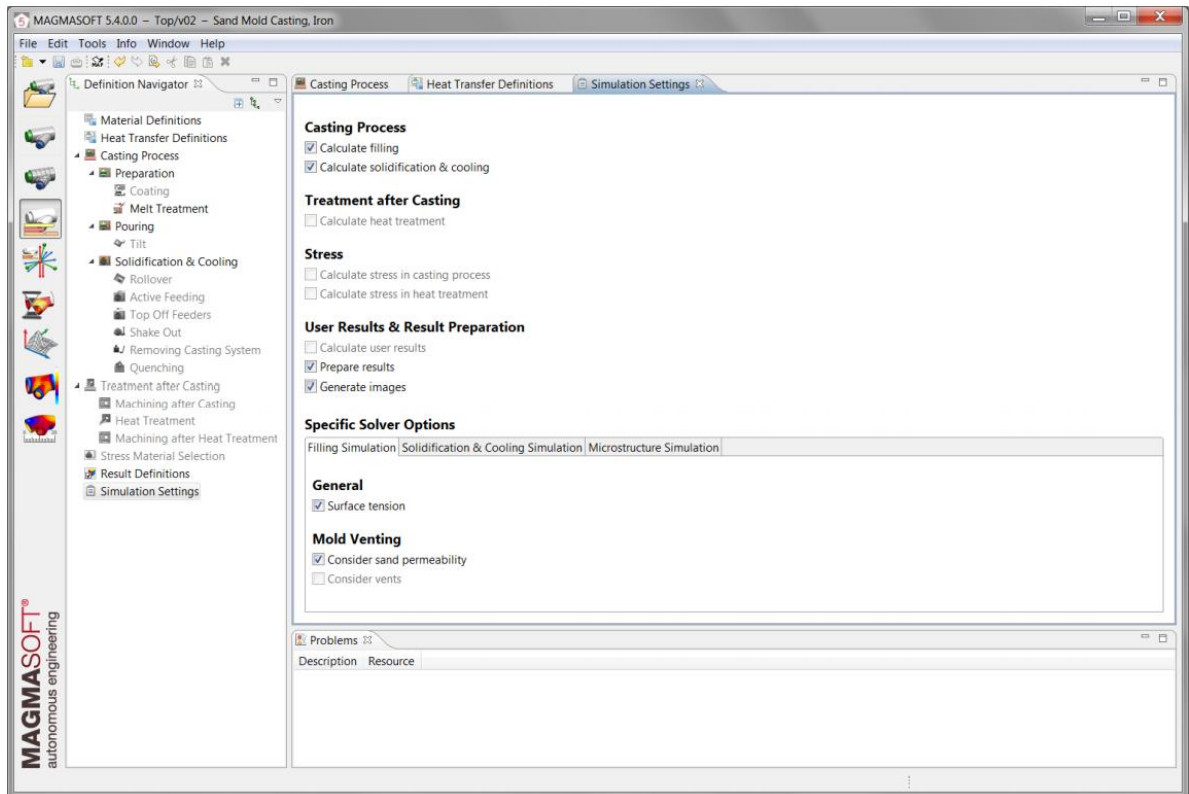 MAGMASOFT 5.4.0.0 – Top/v02 – Sand Mold Casting, Iron
File Edit Tools Info Window Help
Definition Navigator
Material Definitions
Heat Transfer Definitions
Casting Process
Preparation
Coating
Melt Treatment
Pouring
Tilt
Solidification & Cooling
Rollover
Active Feeding
Top Off Feeders
Shake Out
Removing Casting System
Quenching
Treatment after Casting
Machining after Casting
Heat Treatment
Machining after Heat Treatment
Stress Material Selection
Result Definitions
Simulation Settings
Casting Process Heat Transfer Definitions Simulation Settings
Casting Process
Calculate filling
Calculate solidification & cooling
Treatment after Casting
Calculate heat treatment
Stress
Calculate stress in casting process
Calculate stress in heat treatment
User Results & Result Preparation
Calculate user results
Prepare results
Generate images
Specific Solver Options
Filling Simulation Solidification & Cooling Simulation Microstructure Simulation
General
Surface tension
Mold Venting
Consider sand permeability
Consider vents
Problems
Description Resource
MAGMASOFT®
autonomous engineering